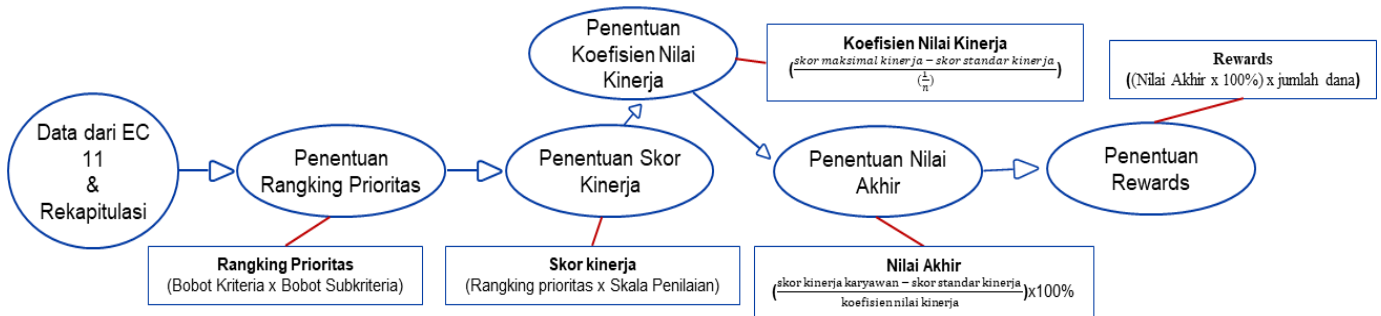 Data dari EC
11
&
Rekapitulasi
Penentuan
Rangking Prioritas
Rangking Prioritas
(Bobot Kriteria x Bobot Subkriteria)
Penentuan Skor
Kinerja
Skor kinerja
(Rangking prioritas x Skala Penilaian)
Penentuan
Koefisien Nilai
Kinerja
Koefisien Nilai Kinerja
(skor maksimal kinerja − skor standar kinerja / (1/n))
Penentuan Nilai
Akhir
Nilai Akhir
(skor kinerja karyawan − skor standar kinerja / koefisien nilai kinerja)x100%
Penentuan
Rewards
Rewards
((Nilai Akhir x 100%) x jumlah dana)